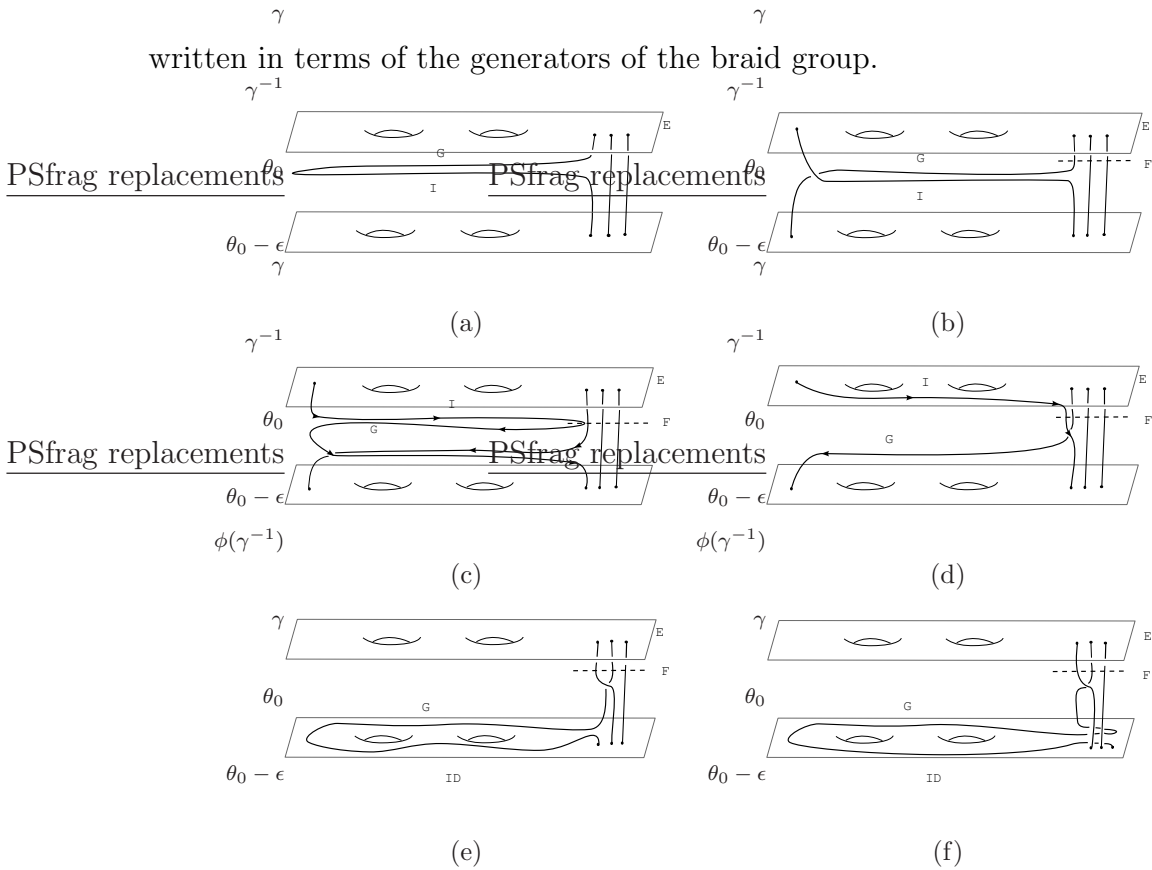 γ γ
written in terms of the generators of the braid group.
γ⁻¹ γ⁻¹
E E
G G
PSfrag replacements θ₀ PSfrag replacements θ₀ F
I I
θ₀ − ϵ θ₀ − ϵ
γ γ
(a) (b)
γ⁻¹ γ⁻¹
E I E
I
θ₀ F θ₀ F
G G
PSfrag replacements PSfrag replacements
θ₀ − ϵ θ₀ − ϵ
ϕ(γ⁻¹) ϕ(γ⁻¹)
(c) (d)
γ γ
E E
F F
θ₀ θ₀
G G
θ₀ − ϵ ID θ₀ − ϵ ID
(e) (f)